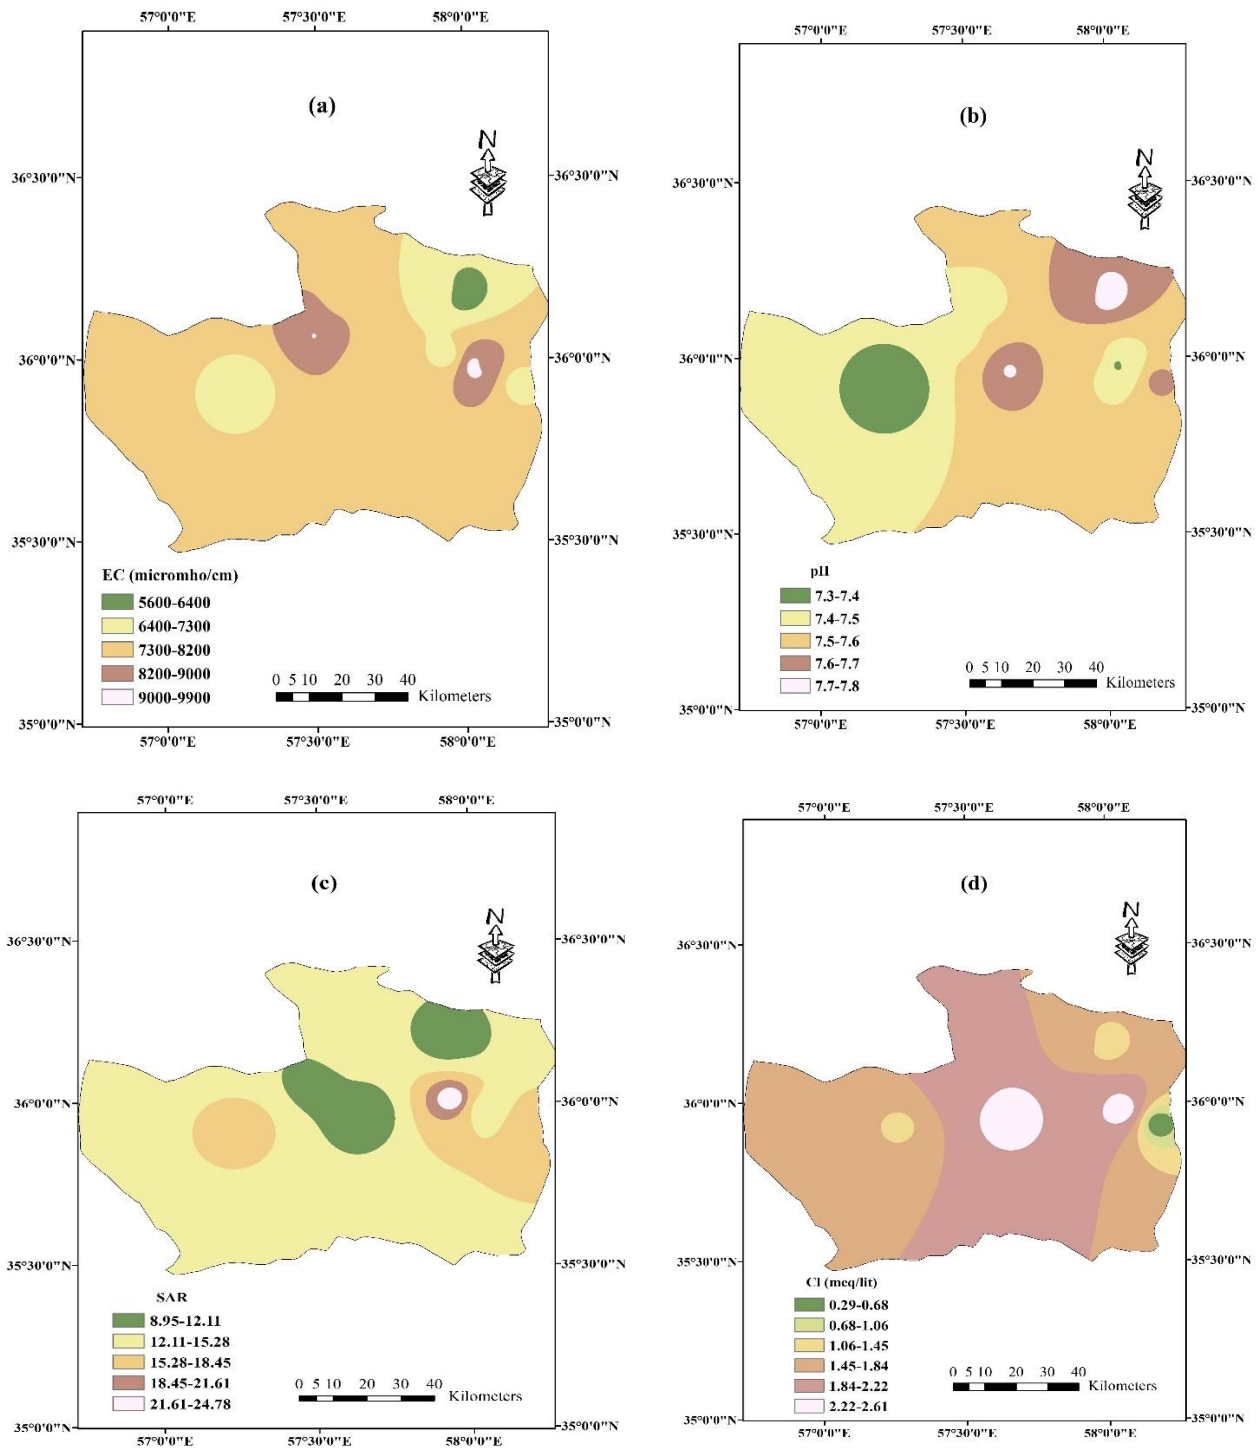 57°0'0"E 57°30'0"E 58°0'0"E
(a)
N
36°30'0"N 36°30'0"N
36°0'0"N 36°0'0"N
35°30'0"N 35°30'0"N
EC (micromho/cm)
5600-6400
6400-7300
7300-8200
8200-9000
9000-9900
0 5 10 20 30 40
Kilometers
35°0'0"N 35°0'0"N
57°0'0"E 57°30'0"E 58°0'0"E
57°0'0"E 57°30'0"E 58°0'0"E
(b)
N
36°30'0"N 36°30'0"N
36°0'0"N 36°0'0"N
35°30'0"N 35°30'0"N
pH
7.3-7.4
7.4-7.5
7.5-7.6
7.6-7.7
7.7-7.8
0 5 10 20 30 40
Kilometers
35°0'0"N 35°0'0"N
57°0'0"E 57°30'0"E 58°0'0"E
57°0'0"E 57°30'0"E 58°0'0"E
(c)
N
36°30'0"N 36°30'0"N
36°0'0"N 36°0'0"N
35°30'0"N 35°30'0"N
SAR
8.95-12.11
12.11-15.28
15.28-18.45
18.45-21.61
21.61-24.78
0 5 10 20 30 40
Kilometers
35°0'0"N 35°0'0"N
57°0'0"E 57°30'0"E 58°0'0"E
57°0'0"E 57°30'0"E 58°0'0"E
(d)
N
36°30'0"N 36°30'0"N
36°0'0"N 36°0'0"N
35°30'0"N 35°30'0"N
Cl (meq/lit)
0.29-0.68
0.68-1.06
1.06-1.45
1.45-1.84
1.84-2.22
2.22-2.61
0 5 10 20 30 40
Kilometers
35°0'0"N 35°0'0"N
57°0'0"E 57°30'0"E 58°0'0"E